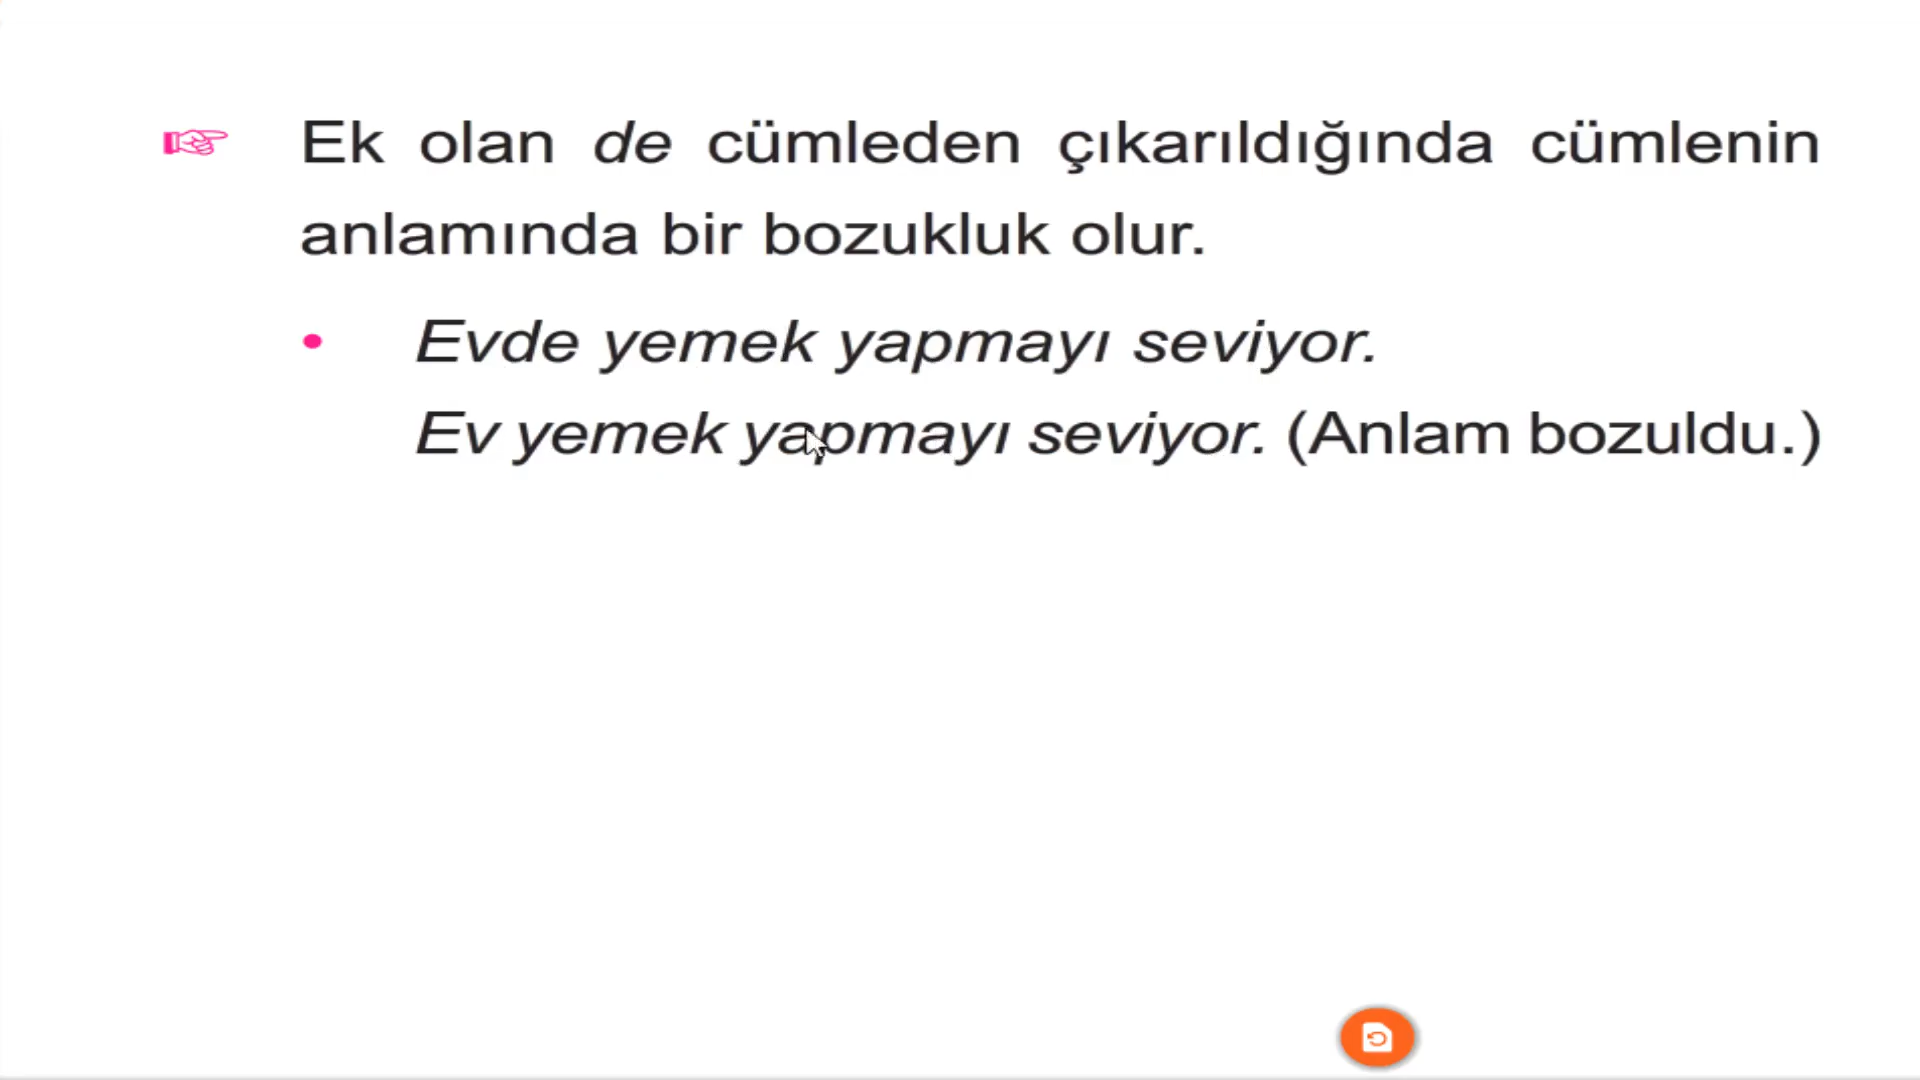 Ek olan de cümleden çıkarıldığında cümlenin
anlamında bir bozukluk olur.
• Evde yemek yapmayı seviyor.
Ev yemek yapmayı seviyor. (Anlam bozuldu.)